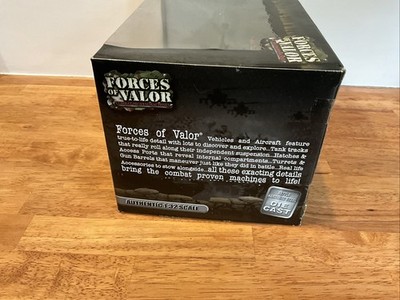 FORCES
OF VALOR
FORCES
OF VALOR
Forces of Valor® Vehicles and Aircraft feature
true-to-life detail with lots to discover and explore...Tank tracks
that really roll along their independent suspension...Hatches &
Access Ports that reveal internal compartments...Turrets &
Gun Barrels that maneuver just like they did in battle...Real life
Accessories to stow alongside...all these exacting details
bring the combat proven machines to life!
AUTHENTIC 1:32 SCALE
DIE
CAST